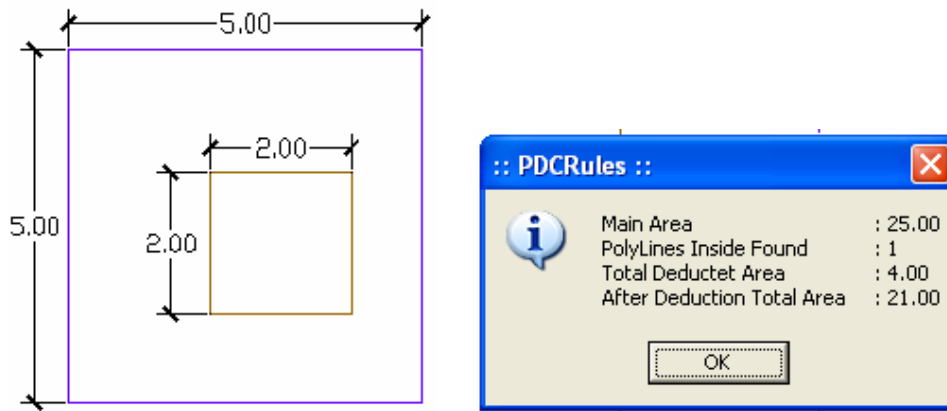 5.00
2.00
5.00
2.00
:: PDCRules ::
Main Area : 25.00
PolyLines Inside Found : 1
Total Deductet Area : 4.00
After Deduction Total Area : 21.00
OK